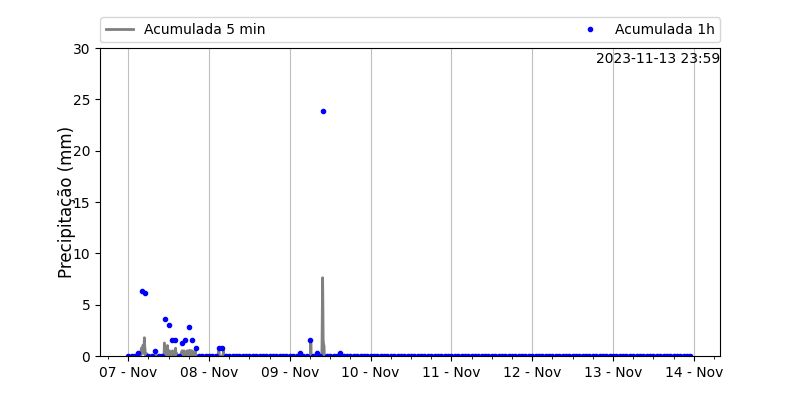 Acumulada 5 min
Acumulada 1h
2023-11-13 23:59
Precipitação (mm)
30
25
20
15
10
5
0
07 - Nov
08 - Nov
09 - Nov
10 - Nov
11 - Nov
12 - Nov
13 - Nov
14 - Nov